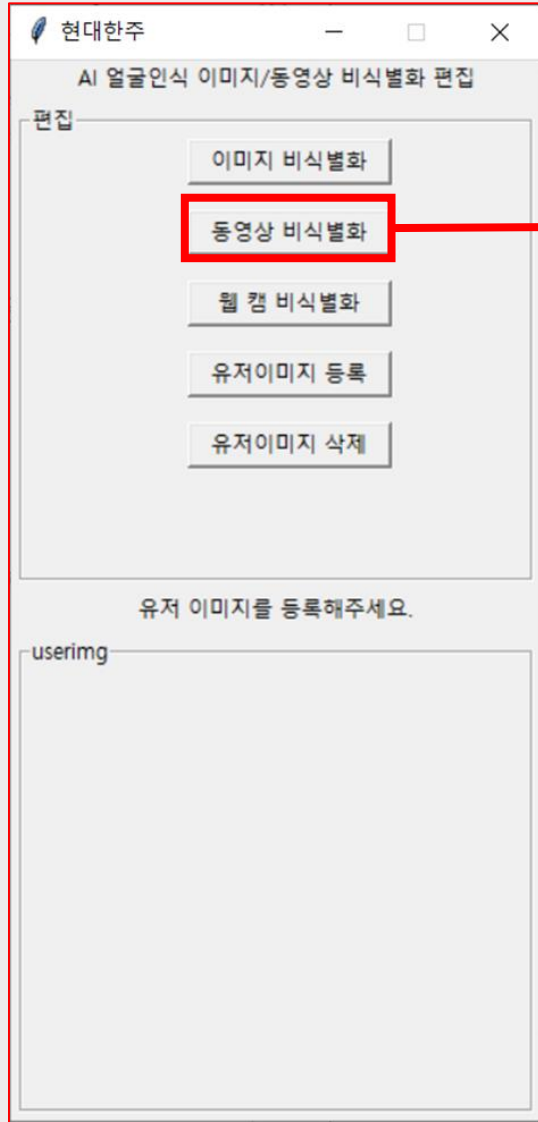 현대한주
AI 얼굴인식 이미지/동영상 비식별화 편집
편집
이미지 비식별화
동영상 비식별화
웹 캠 비식별화
유저이미지 등록
유저이미지 삭제
유저 이미지를 등록해주세요.
userimg